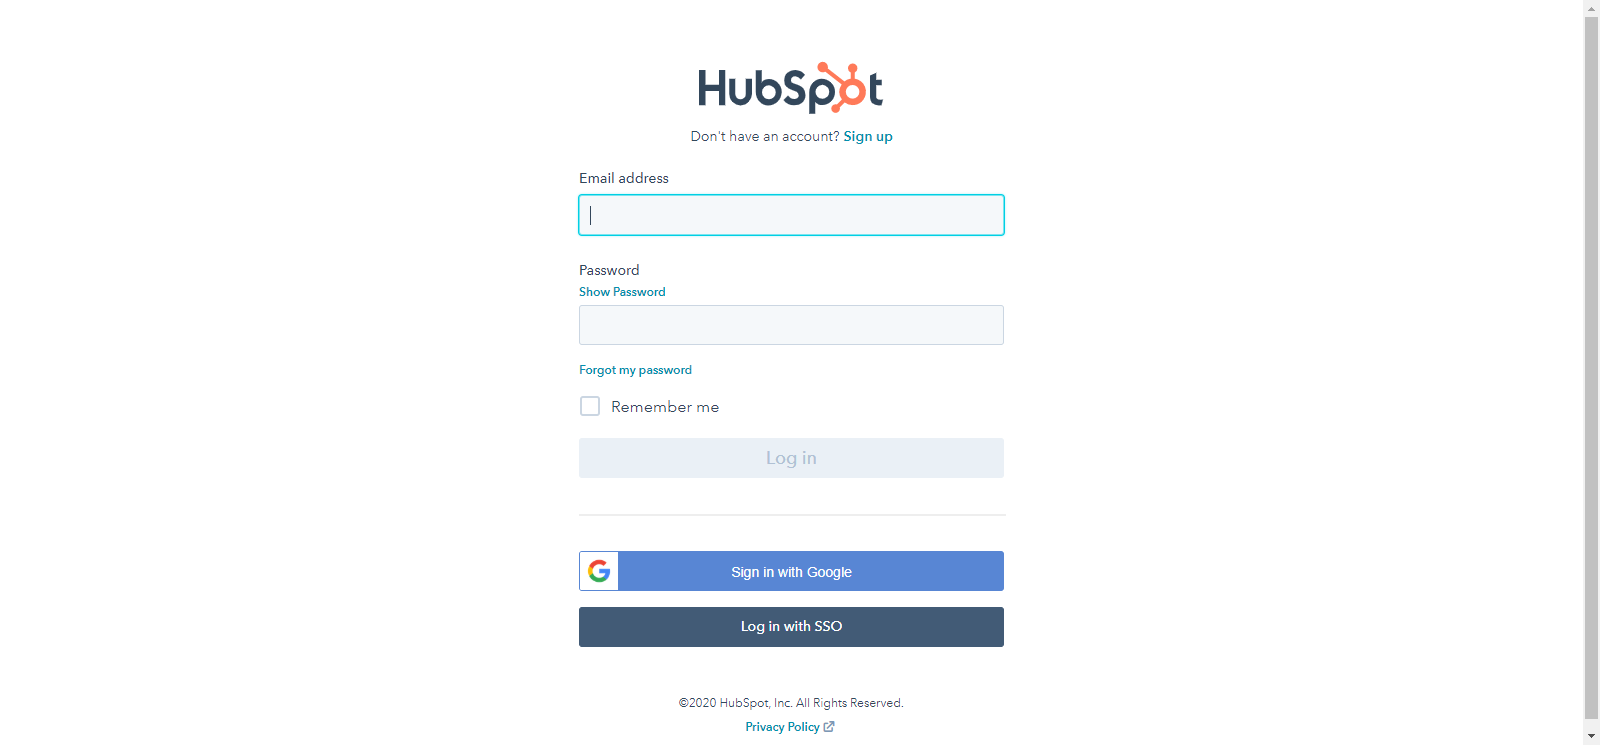 HubSpot
Don't have an account? Sign up
Email address
Password
Show Password
Forgot my password
Remember me
Log in
Sign in with Google
Log in with SSO
©2020 HubSpot, Inc. All Rights Reserved.
Privacy Policy